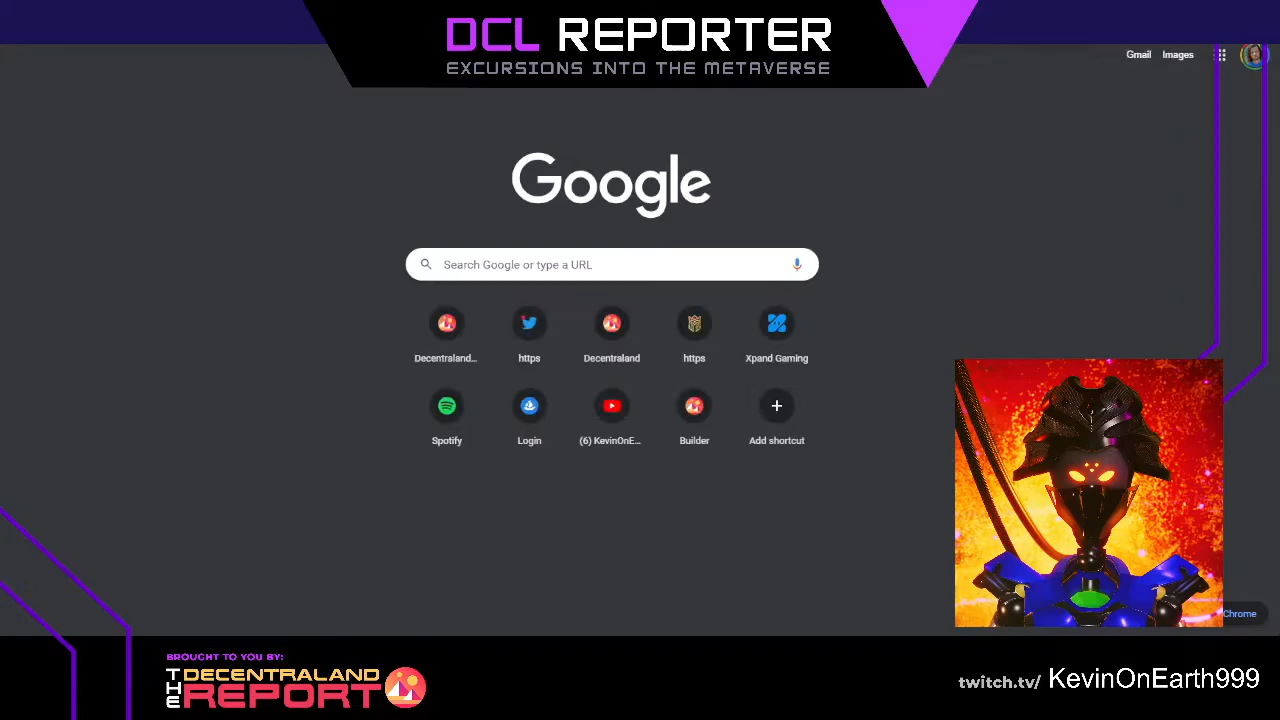 DCL REPORTER
EXCURSIONS INTO THE METAVERSE
Gmail Images
Google
Search Google or type a URL
Decentraland... https Decentraland https Xpand Gaming
Spotify Login (6) KevinOnE... Builder Add shortcut
Chrome
BROUGHT TO YOU BY:
THE DECENTRALAND REPORT
twitch.tv/ KevinOnEarth999